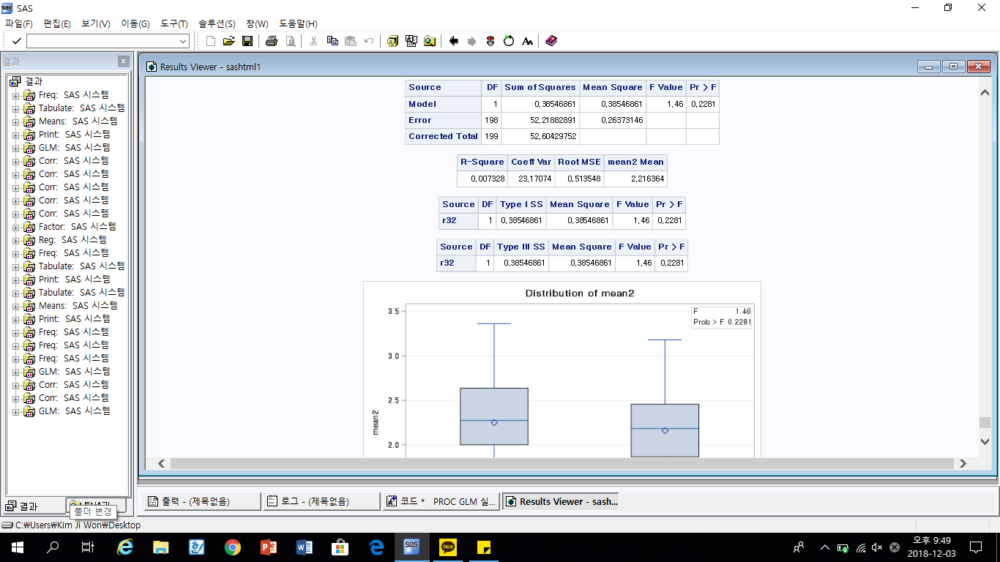 SAS
파일(F) 편집(E) 보기(V) 이동(G) 도구(T) 솔루션(S) 창(W) 도움말(H)
결과
결과
Freq: SAS 시스템
Tabulate: SAS 시스템
Means: SAS 시스템
Print: SAS 시스템
GLM: SAS 시스템
Corr: SAS 시스템
Corr: SAS 시스템
Corr: SAS 시스템
Corr: SAS 시스템
Corr: SAS 시스템
Factor: SAS 시스템
Reg: SAS 시스템
Freq: SAS 시스템
Tabulate: SAS 시스템
Print: SAS 시스템
Tabulate: SAS 시스템
Means: SAS 시스템
Print: SAS 시스템
Freq: SAS 시스템
Freq: SAS 시스템
Freq: SAS 시스템
GLM: SAS 시스템
Corr: SAS 시스템
Corr: SAS 시스템
GLM: SAS 시스템
결과
폴더 변경
Results Viewer - sashtml1
Source DF Sum of Squares Mean Square F Value Pr > F
Model 1 0,38546861 0,38546861 1,46 0,2281
Error 198 52,21882891 0,26373146
Corrected Total 199 52,60429752
R-Square Coeff Var Root MSE mean2 Mean
0,007328 23,17074 0,513548 2,216364
Source DF Type I SS Mean Square F Value Pr > F
r32 1 0,38546861 0,38546861 1,46 0,2281
Source DF Type III SS Mean Square F Value Pr > F
r32 1 0,38546861 0,38546861 1,46 0,2281
Distribution of mean2
F 1.46
Prob > F 0.2281
3.5
3.0
2.5
2.0
mean2
출력 - (제목없음) 로그 - (제목없음) 코드 * PROC GLM 실... Results Viewer - sash...
C:₩Users₩Kim Ji Won₩Desktop
sas
TALK
오후 9:49
2018-12-03